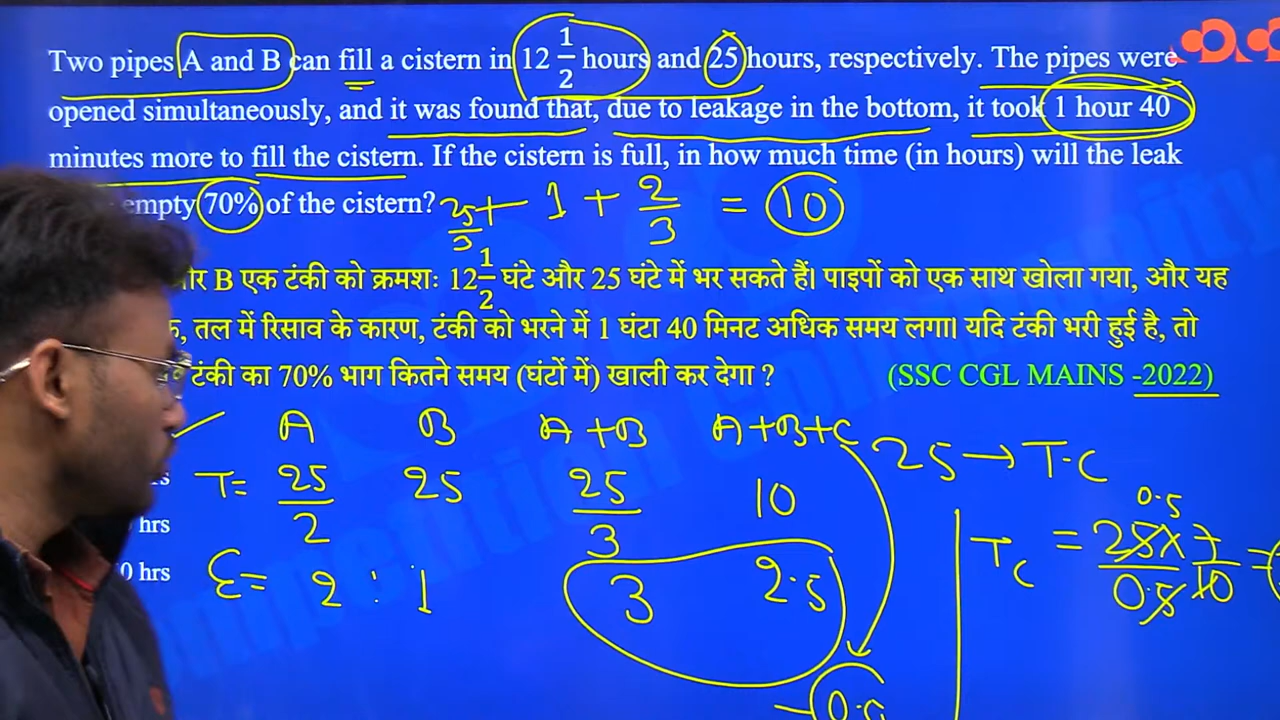 Two pipes A and B can fill a cistern in 12 1/2 hours and 25 hours, respectively. The pipes were
opened simultaneously, and it was found that, due to leakage in the bottom, it took 1 hour 40
minutes more to fill the cistern. If the cistern is full, in how much time (in hours) will the leak
empty 70% of the cistern?
25/3 + 1 + 2/3 = 10
र B एक टंकी को क्रमशः 12 1/2 घंटे और 25 घंटे में भर सकते हैं। पाइपों को एक साथ खोला गया, और यह
, तल में रिसाव के कारण, टंकी को भरने में 1 घंटा 40 मिनट अधिक समय लगा। यदि टंकी भरी हुई है, तो
टंकी का 70% भाग कितने समय (घंटों में) खाली कर देगा ?
(SSC CGL MAINS -2022)
A B A+B A+B+C
25 → T.C
T= 25/2 25 25/3 10
hrs
0.5
T_C = 25x7/0.5 10 =
0 hrs
E= 2 : 1 3 2.5